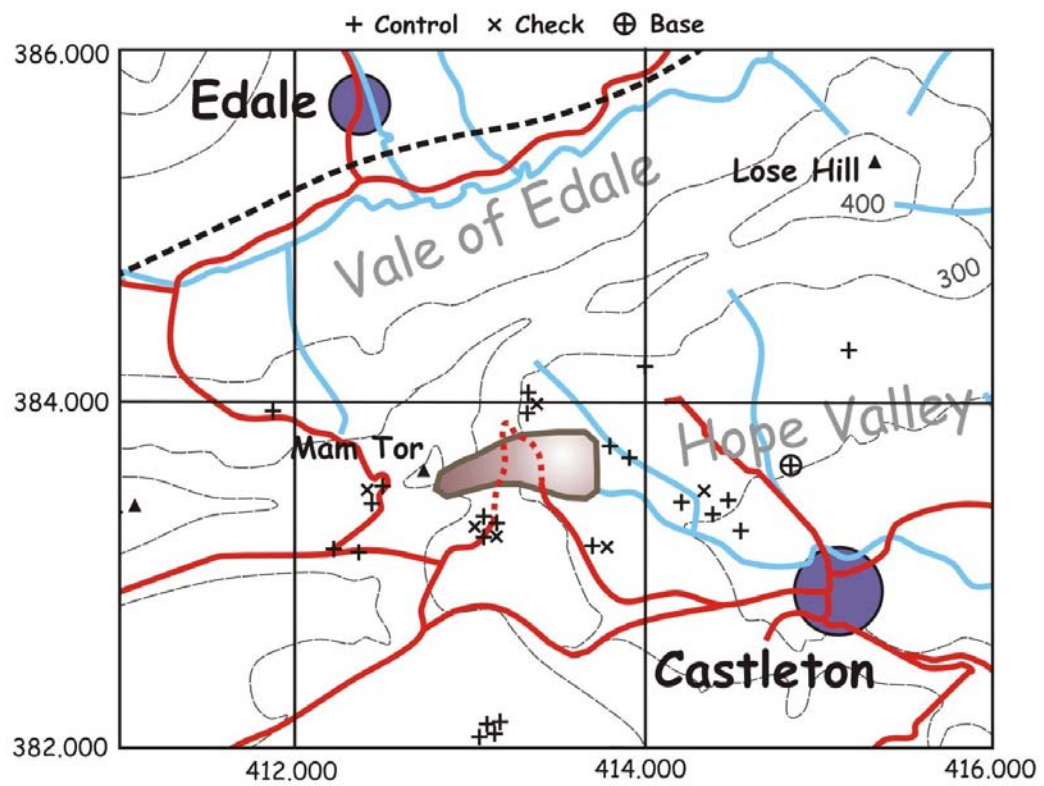 + Control × Check ⊕ Base
386.000
Edale
Lose Hill
400
Vale of Edale
300
384.000
Hope Valley
Mam Tor
Castleton
382.000
412.000 414.000 416.000